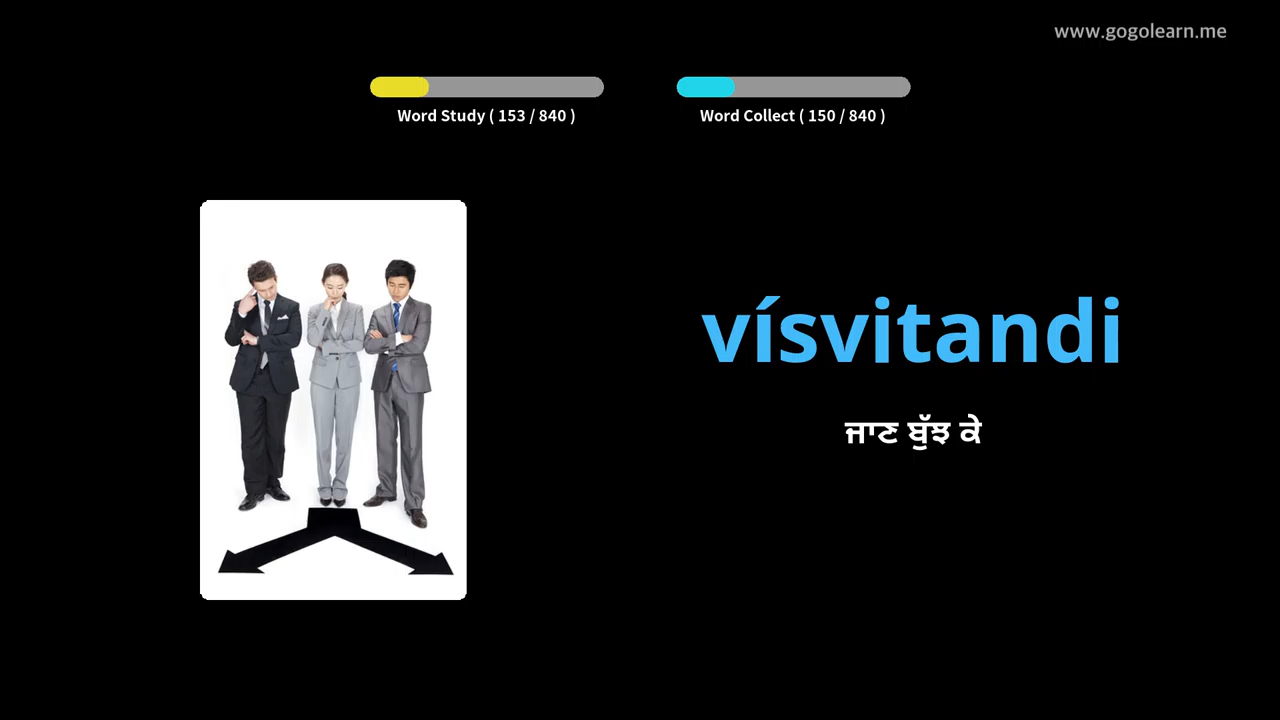 www.gogolearn.me
Word Study ( 153 / 840 )
Word Collect ( 150 / 840 )
vísvitandi
ਜਾਣ ਬੁੱਝ ਕੇ